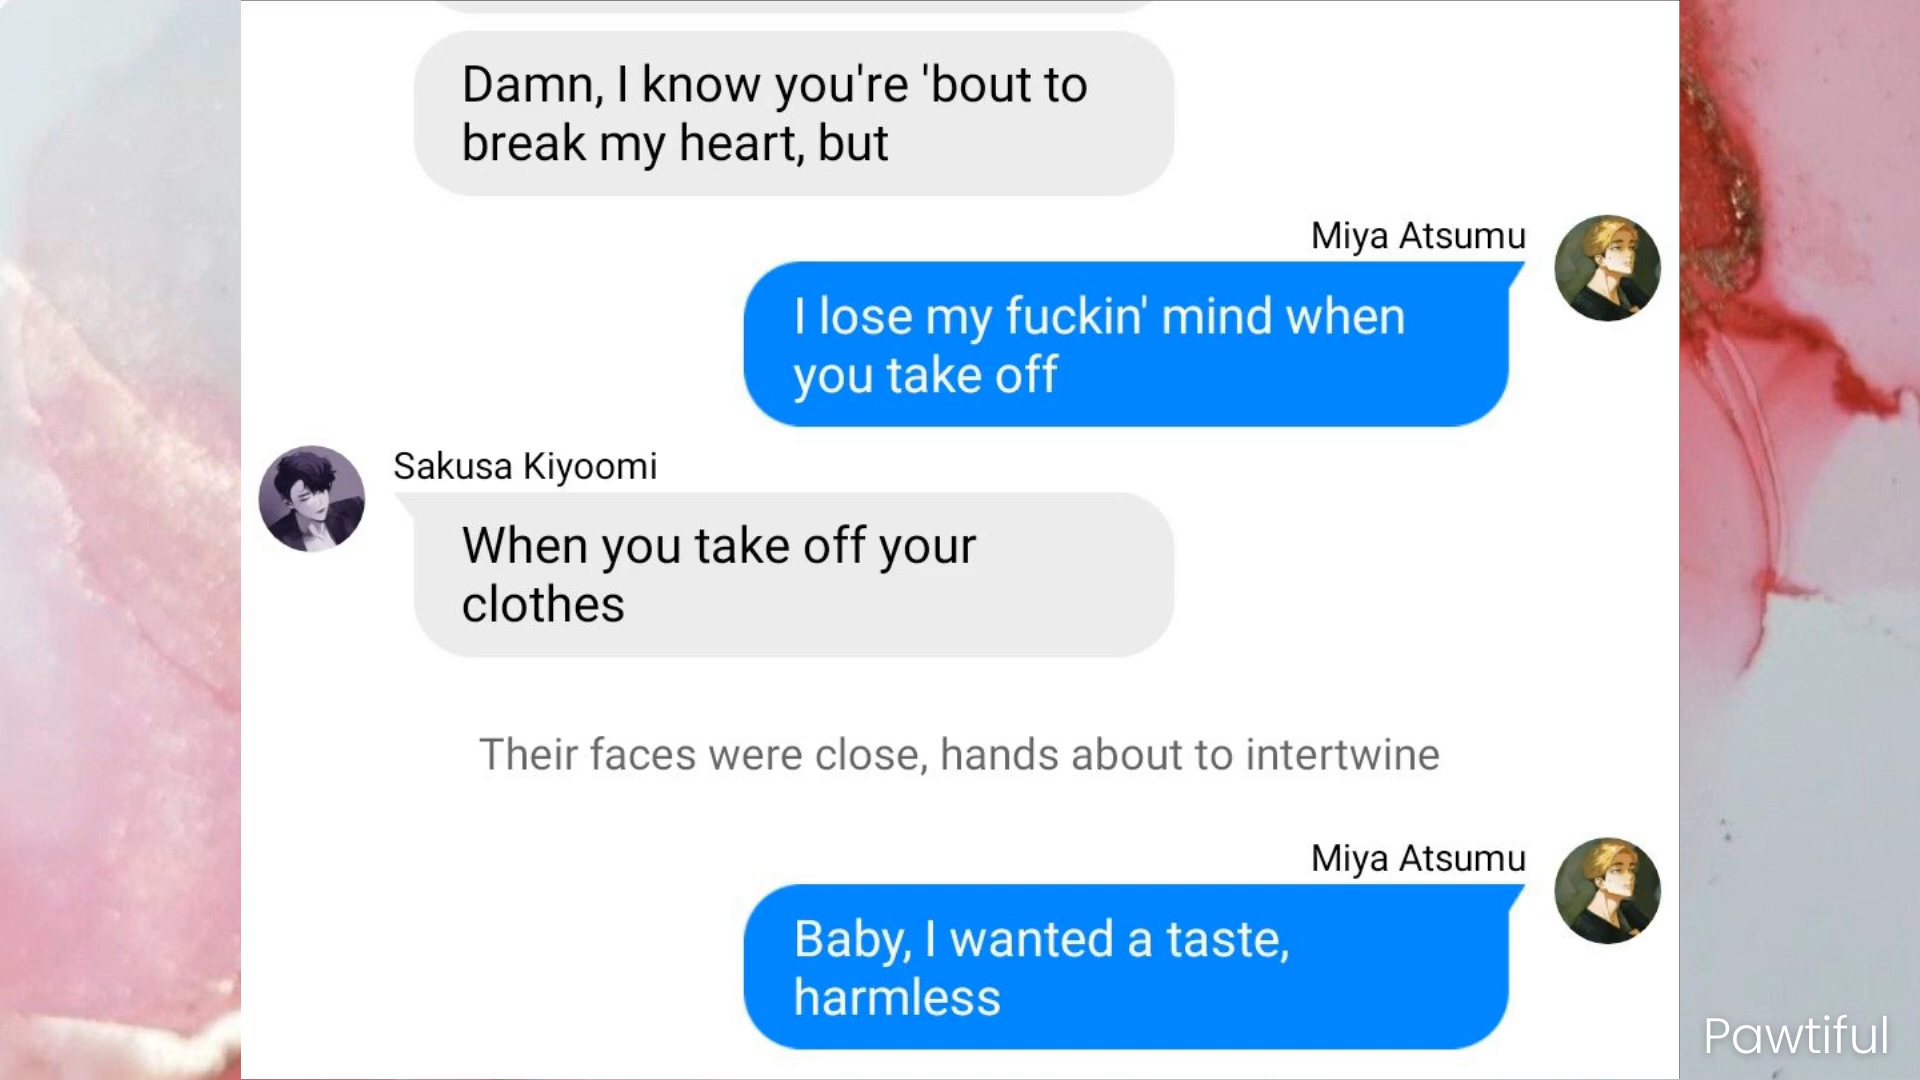 Damn, I know you're 'bout to
break my heart, but
Miya Atsumu
I lose my fuckin' mind when
you take off
Sakusa Kiyoomi
When you take off your
clothes
Their faces were close, hands about to intertwine
Miya Atsumu
Baby, I wanted a taste,
harmless
Pawtiful